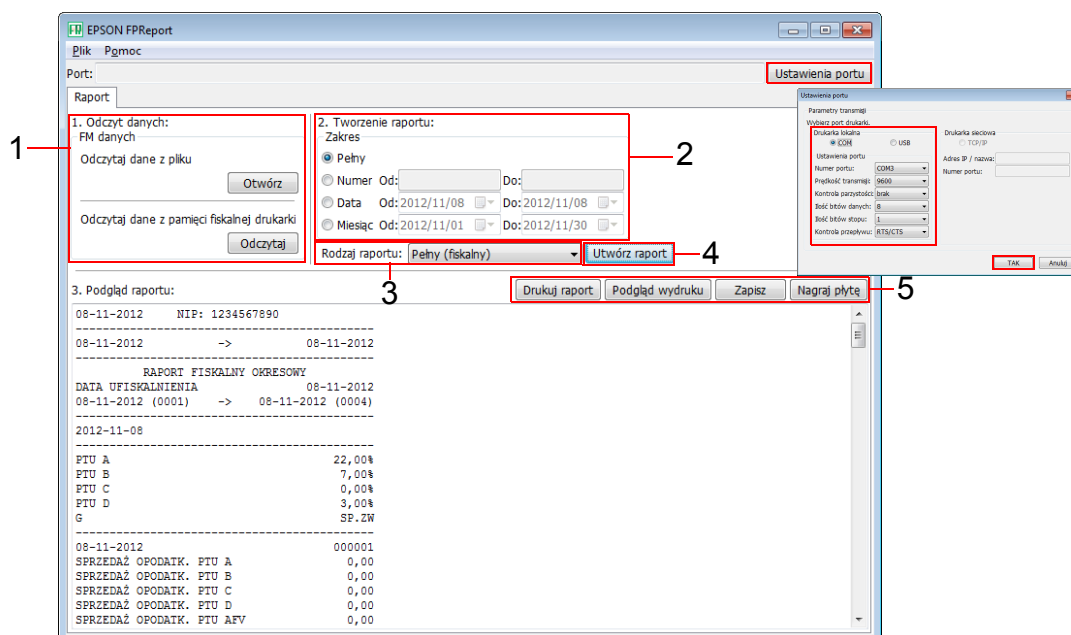 EPSON FPReport
Plik Pomoc
Port: Ustawienia portu
Raport
1. Odczyt danych:
FM danych
Odczytaj dane z pliku
Otwórz
Odczytaj dane z pamięci fiskalnej drukarki
Odczytaj
1
2. Tworzenie raportu:
Zakres
Pełny
Numer Od: Do:
Data Od: 2012/11/08 Do: 2012/11/08
Miesiąc Od: 2012/11/01 Do: 2012/11/30
2
Rodzaj raportu: Pełny (fiskalny)
3
Utwórz raport
4
Ustawienia portu
Parametry transmisji
Wybierz port drukarki.
Drukarka lokalna
COM USB
Ustawienia portu
Numer portu: COM3
Prędkość transmisji: 9600
Kontrola parzystości: brak
Ilość bitów danych: 8
Ilość bitów stopu: 1
Kontrola przepływu: RTS/CTS
Drukarka sieciowa
TCP/IP
Adres IP / nazwa:
Numer portu:
TAK Anuluj
3. Podgląd raportu:
Drukuj raport Podgląd wydruku Zapisz Nagraj płytę
5
08-11-2012 NIP: 1234567890
----------------------------------------
08-11-2012 -> 08-11-2012
----------------------------------------
RAPORT FISKALNY OKRESOWY
DATA UFISKALNIENIA 08-11-2012
08-11-2012 (0001) -> 08-11-2012 (0004)
----------------------------------------
2012-11-08
----------------------------------------
PTU A 22,00%
PTU B 7,00%
PTU C 0,00%
PTU D 3,00%
G SP.ZW
----------------------------------------
08-11-2012 000001
SPRZEDAŻ OPODATK. PTU A 0,00
SPRZEDAŻ OPODATK. PTU B 0,00
SPRZEDAŻ OPODATK. PTU C 0,00
SPRZEDAŻ OPODATK. PTU D 0,00
SPRZEDAŻ OPODATK. PTU AFV 0,00